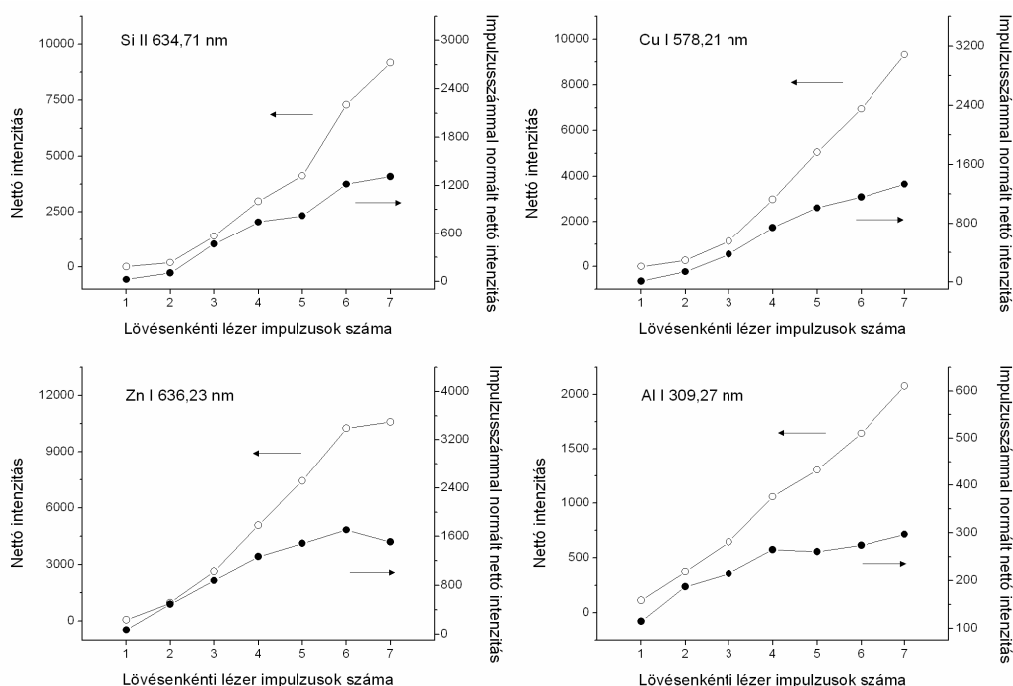 Si II 634,71 nm
Nettó intenzitás
10000
7500
5000
2500
0
3000
2400
1800
1200
600
0
Impulzusszámmal normált nettó intenzitás
1 2 3 4 5 6 7
Lövésenkénti lézer impulzusok száma
Cu I 578,21 nm
Nettó intenzitás
10000
8000
6000
4000
2000
0
3200
2400
1600
800
0
Impulzusszámmal normált nettó intenzitás
1 2 3 4 5 6 7
Lövésenkénti lézer impulzusok száma
Zn I 636,23 nm
Nettó intenzitás
12000
9000
6000
3000
0
4000
3200
2400
1600
800
0
Impulzusszámmal normált nettó intenzitás
1 2 3 4 5 6 7
Lövésenkénti lézer impulzusok száma
Al I 309,27 nm
Nettó intenzitás
2000
1500
1000
500
0
600
500
400
300
200
100
Impulzusszámmal normált nettó intenzitás
1 2 3 4 5 6 7
Lövésenkénti lézer impulzusok száma